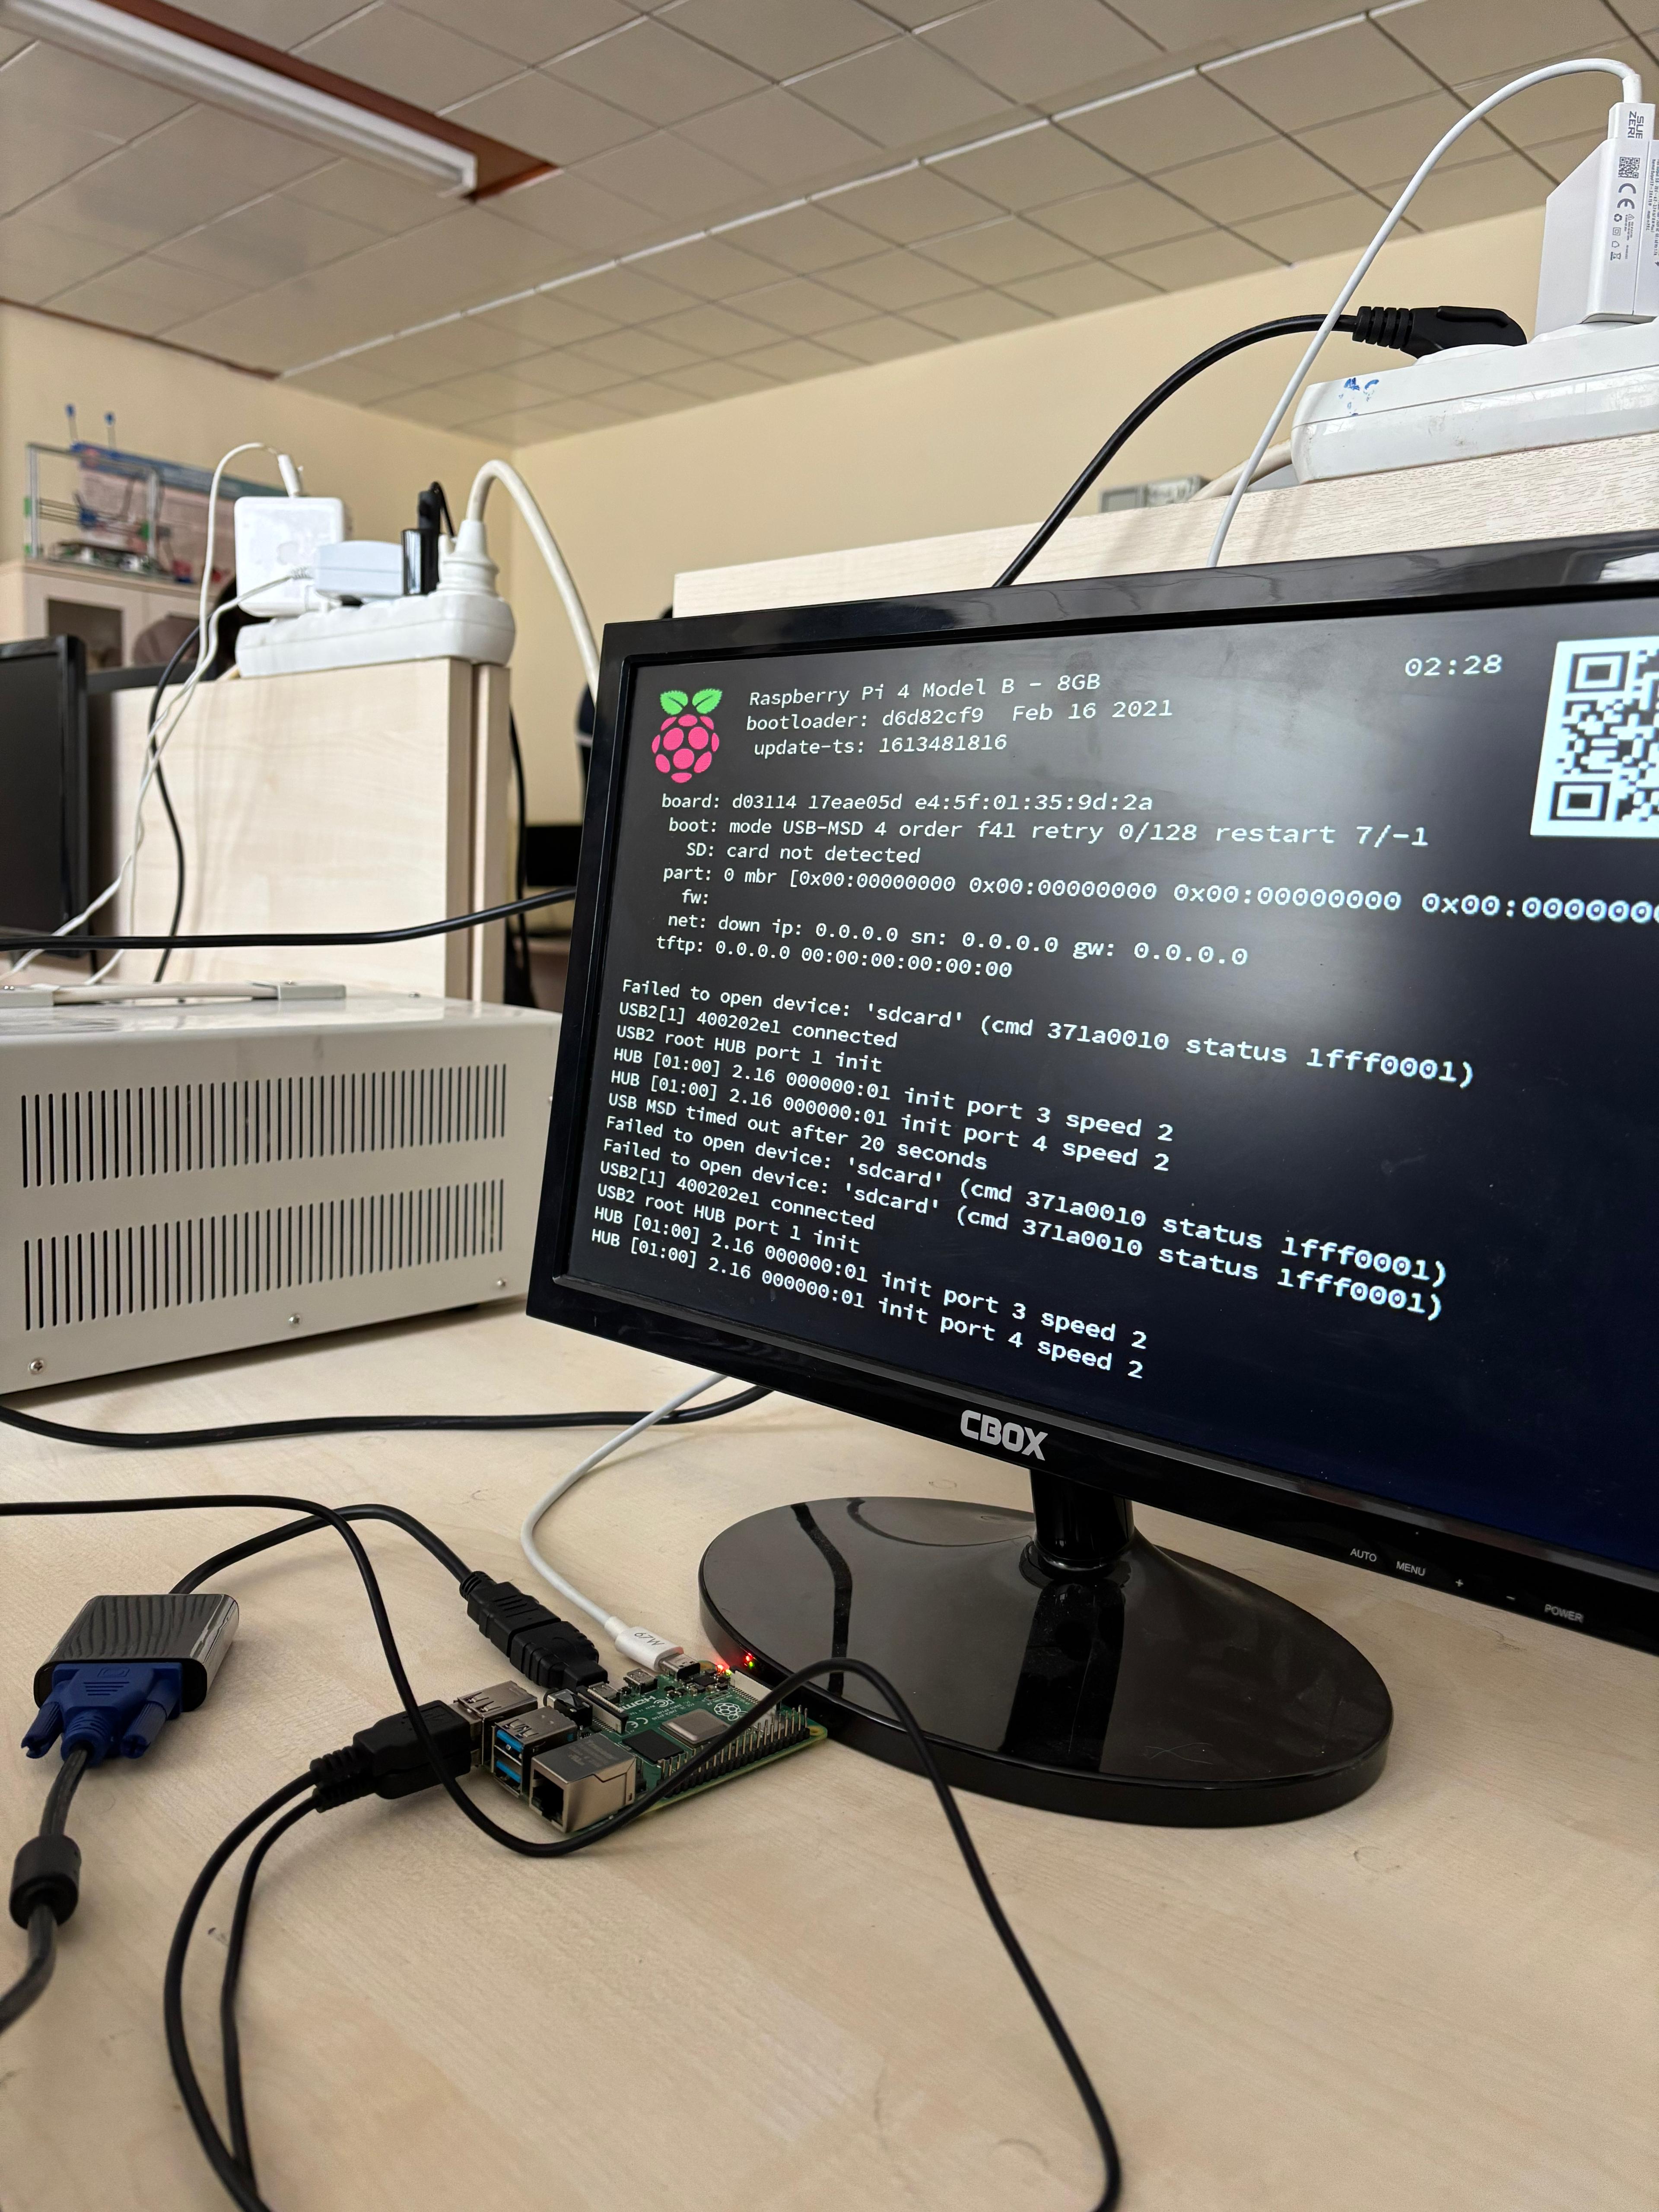 Raspberry Pi 4 Model B - 8GB
02:28
bootloader: d6d82cf9 Feb 16 2021
update-ts: 1613481816
board: d03114 17eae05d e4:5f:01:35:9d:2a
boot: mode USB-MSD 4 order f41 retry 0/128 restart 7/-1
SD: card not detected
part: 0 mbr [0x00:00000000 0x00:00000000 0x00:00000000
fw:
net: down ip: 0.0.0.0 sn: 0.0.0.0 gw: 0.0.0.0
tftp: 0.0.0.0 00:00:00:00:00:00
Failed to open device: 'sdcard' (cmd 371a0010 status 1fff0001)
USB2[1] 400202e1 connected
USB2 root HUB port 1 init
HUB [01:00] 2.16 000000:01 init port 3 speed 2
HUB [01:00] 2.16 000000:01 init port 4 speed 2
USB MSD timed out after 20 seconds
Failed to open device: 'sdcard' (cmd 371a0010 status 1fff0001)
Failed to open device: 'sdcard' (cmd 371a0010 status 1fff0001)
USB2[1] 400202e1 connected
USB2 root HUB port 1 init
HUB [01:00] 2.16 000000:01 init port 3 speed 2
HUB [01:00] 2.16 000000:01 init port 4 speed 2
CBOX
AUTO MENU + - POWER
67W
HDMI
CE